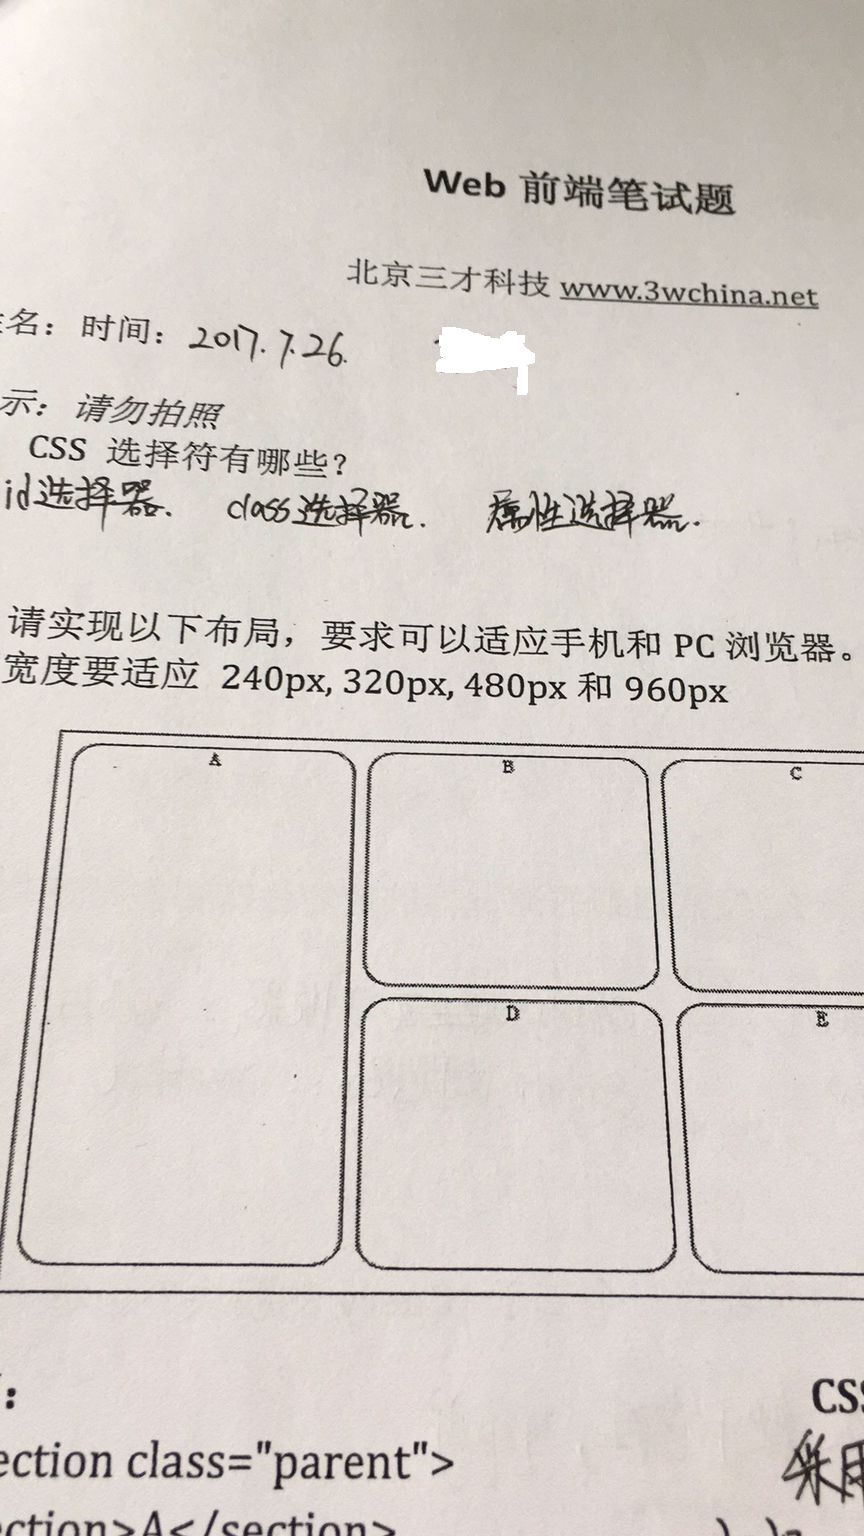 Web 前端笔试题
北京三才科技 www.3wchina.net
名：时间：2017.7.26.
示：请勿拍照
CSS 选择符有哪些？
id选择器. class选择器. 属性选择器.
请实现以下布局，要求可以适应手机和 PC 浏览器。
宽度要适应 240px, 320px, 480px 和 960px
A B C
D E
: CSS
ection class="parent"> 采用
ection>A</section>